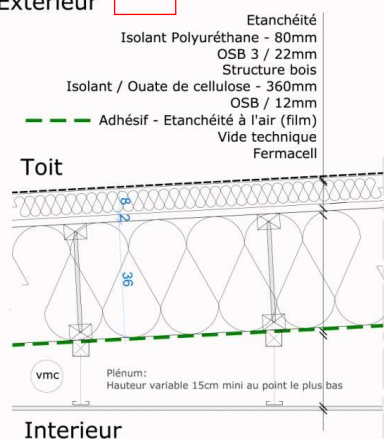 Exterieur
Etanchéité
Isolant Polyuréthane - 80mm
OSB 3 / 22mm
Structure bois
Isolant / Ouate de cellulose - 360mm
OSB / 12mm
Adhésif - Etanchéité à l'air (film)
Vide technique
Fermacell
Toit
8
2
36
vmc
Plénum:
Hauteur variable 15cm mini au point le plus bas
Interieur